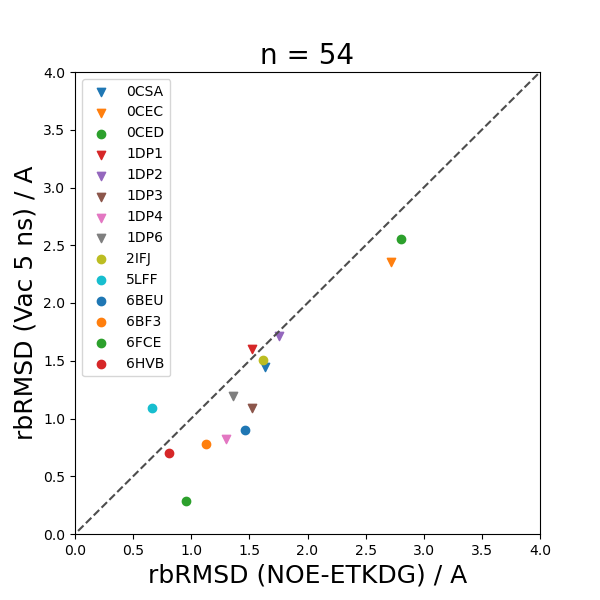 n = 54
rbRMSD (Vac 5 ns) / A
4.0
3.5
3.0
2.5
2.0
1.5
1.0
0.5
0.0
0CSA
0CEC
0CED
1DP1
1DP2
1DP3
1DP4
1DP6
2IFJ
5LFF
6BEU
6BF3
6FCE
6HVB
0.0 0.5 1.0 1.5 2.0 2.5 3.0 3.5 4.0
rbRMSD (NOE-ETKDG) / A